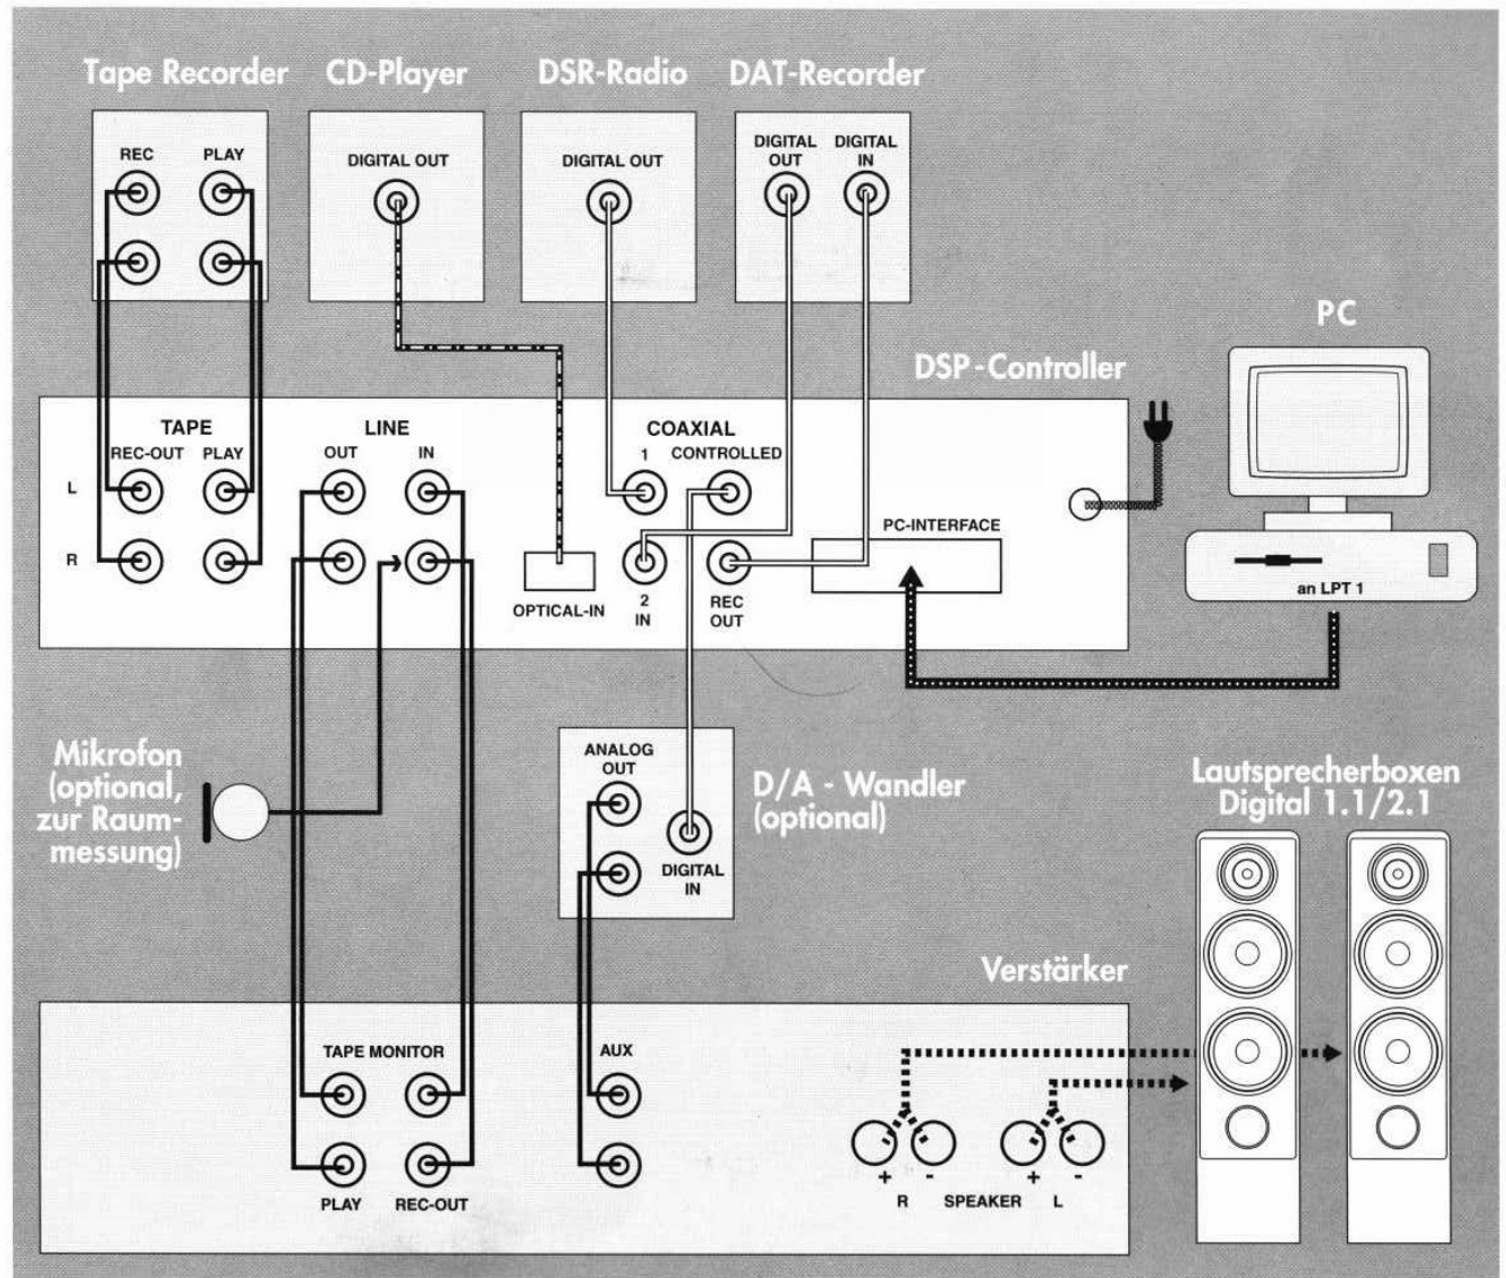 Tape Recorder
CD-Player
DSR-Radio
DAT-Recorder
REC
PLAY
DIGITAL OUT
DIGITAL OUT
DIGITAL
OUT
DIGITAL
IN
PC
DSP-Controller
TAPE
LINE
COAXIAL
REC-OUT
PLAY
OUT
IN
1
CONTROLLED
L
R
PC-INTERFACE
OPTICAL-IN
2
IN
REC
OUT
an LPT 1
Mikrofon
(optional,
zur Raum-
messung)
ANALOG
OUT
DIGITAL
IN
D/A - Wandler
(optional)
Lautsprecherboxen
Digital 1.1/2.1
Verstärker
TAPE MONITOR
AUX
PLAY
REC-OUT
+
-
+
-
R
SPEAKER
L